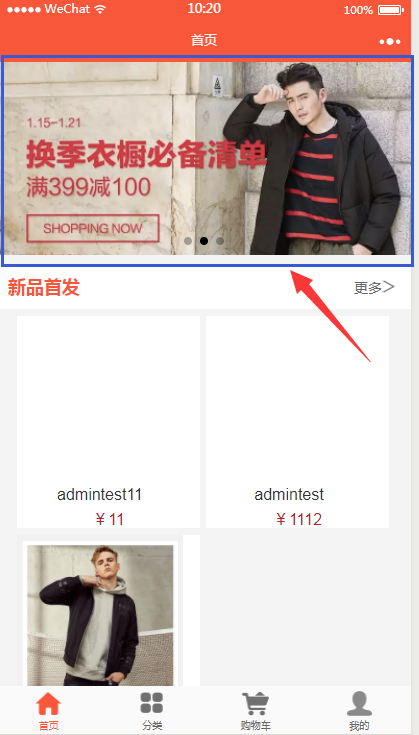 WeChat 10:20 100%
首页
1.15-1.21
换季衣橱必备清单
满399减100
SHOPPING NOW
新品首发 更多>
admintest11 admintest
¥ 11 ¥ 1112
首页 分类 购物车 我的